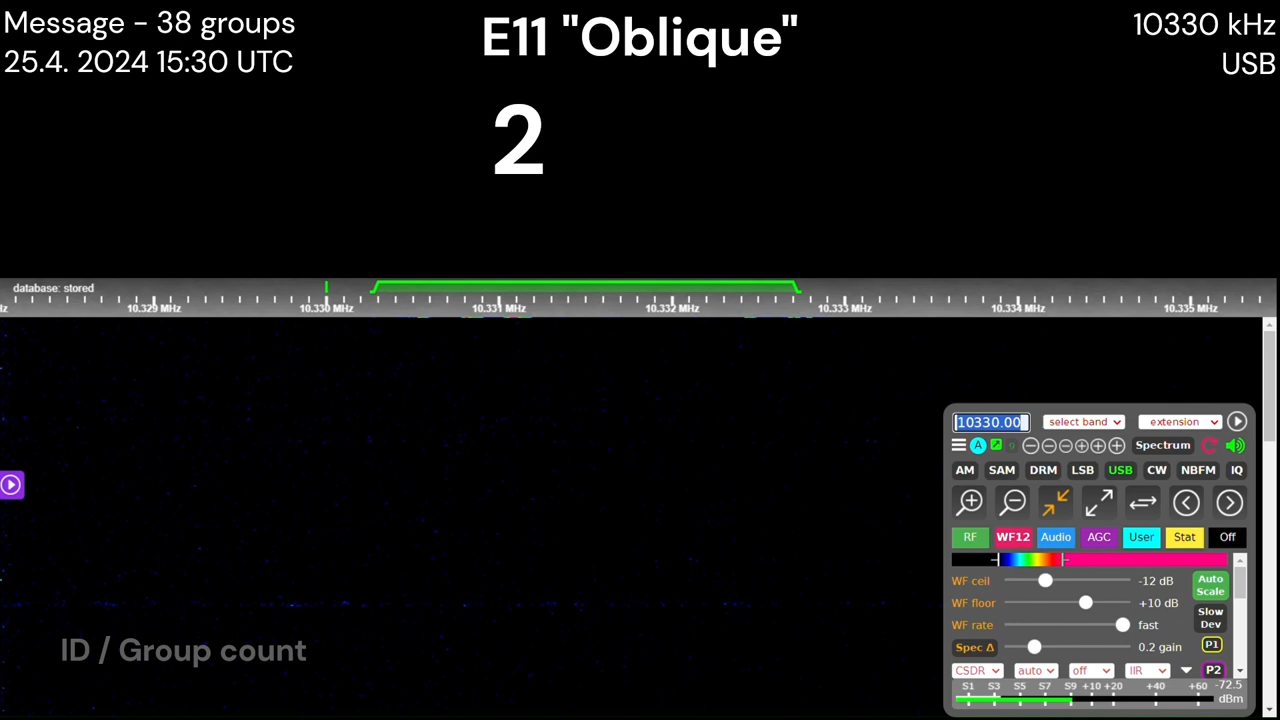 Message - 38 groups
25.4. 2024 15:30 UTC
E11 "Oblique"
10330 kHz
USB
2
database: stored
10.329 MHz 10.330 MHz 10.331 MHz 10.332 MHz 10.333 MHz 10.334 MHz 10.335 MHz
10330.00 select band extension
A 9 Spectrum
AM SAM DRM LSB USB CW NBFM IQ
RF WF12 Audio AGC User Stat Off
WF ceil -12 dB Auto Scale
WF floor +10 dB Slow Dev
WF rate fast
Spec Δ 0.2 gain P1
CSDR auto off IIR P2
S1 S3 S5 S7 S9 +10 +20 +40 +60 -72.5
dBm
ID / Group count